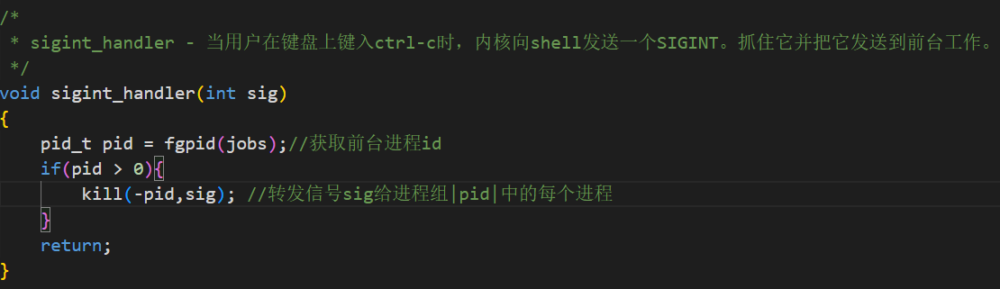 /*
 * sigint_handler - 当用户在键盘上键入ctrl-c时，内核向shell发送一个SIGINT。抓住它并把它发送到前台工作。
 */
void sigint_handler(int sig)
{
    pid_t pid = fgpid(jobs);//获取前台进程id
    if(pid > 0){
        kill(-pid,sig); //转发信号sig给进程组|pid|中的每个进程
    }
    return;
}